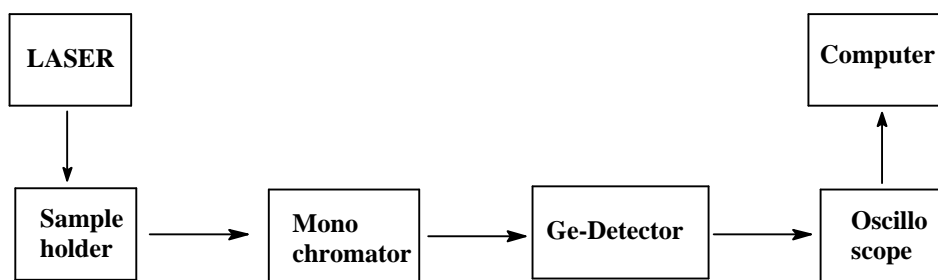 LASER
Computer
Sample
holder
Mono
chromator
Ge-Detector
Oscillo
scope